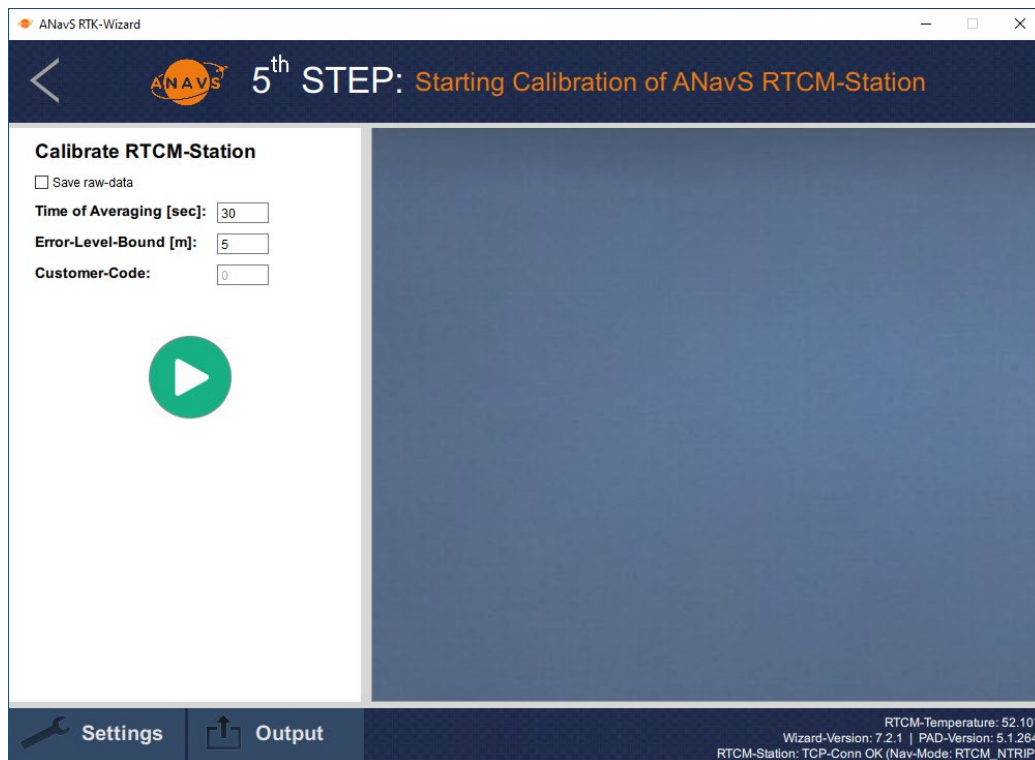 ANavS RTK-Wizard
ANAVS 5th STEP: Starting Calibration of ANavS RTCM-Station
Calibrate RTCM-Station
Save raw-data
Time of Averaging [sec]: 30
Error-Level-Bound [m]: 5
Customer-Code: 0
Settings
Output
RTCM-Temperature: 52.10
Wizard-Version: 7.2.1 | PAD-Version: 5.1.264
RTCM-Station: TCP-Conn OK (Nav-Mode: RTCM_NTRIP